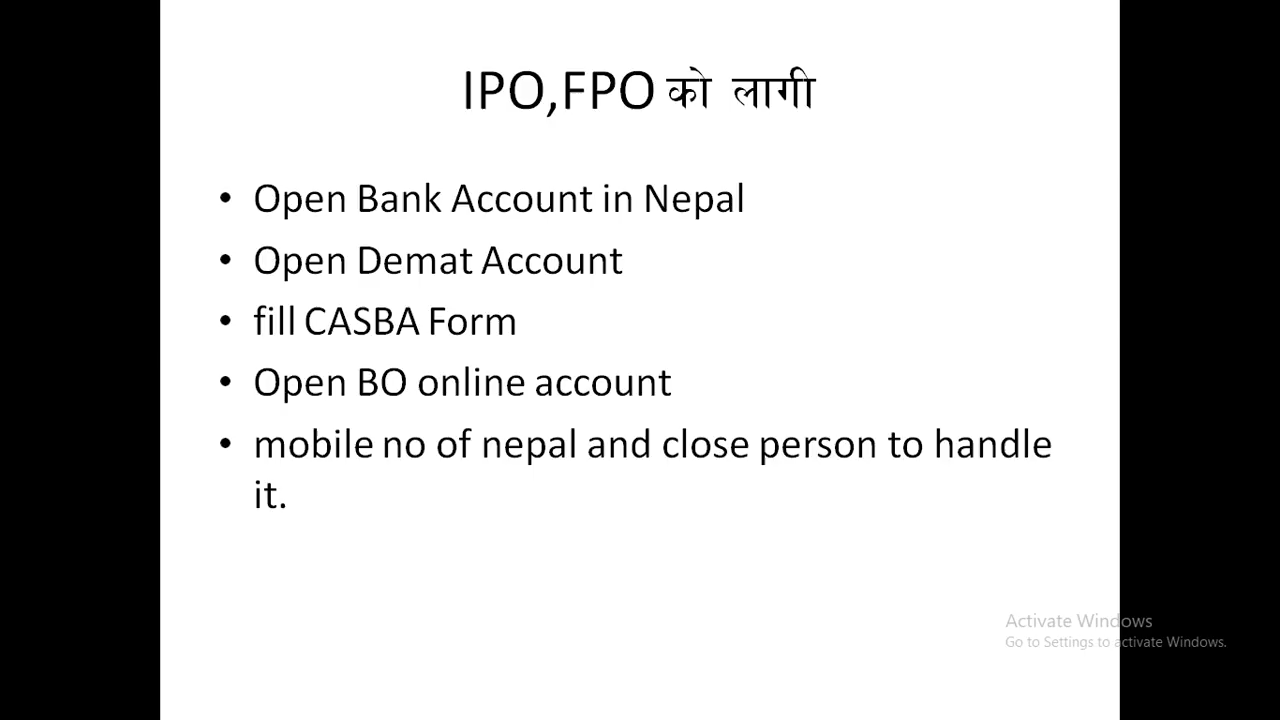 IPO,FPO को लागी
• Open Bank Account in Nepal
• Open Demat Account
• fill CASBA Form
• Open BO online account
• mobile no of nepal and close person to handle
it.
Activate Windows
Go to Settings to activate Windows.